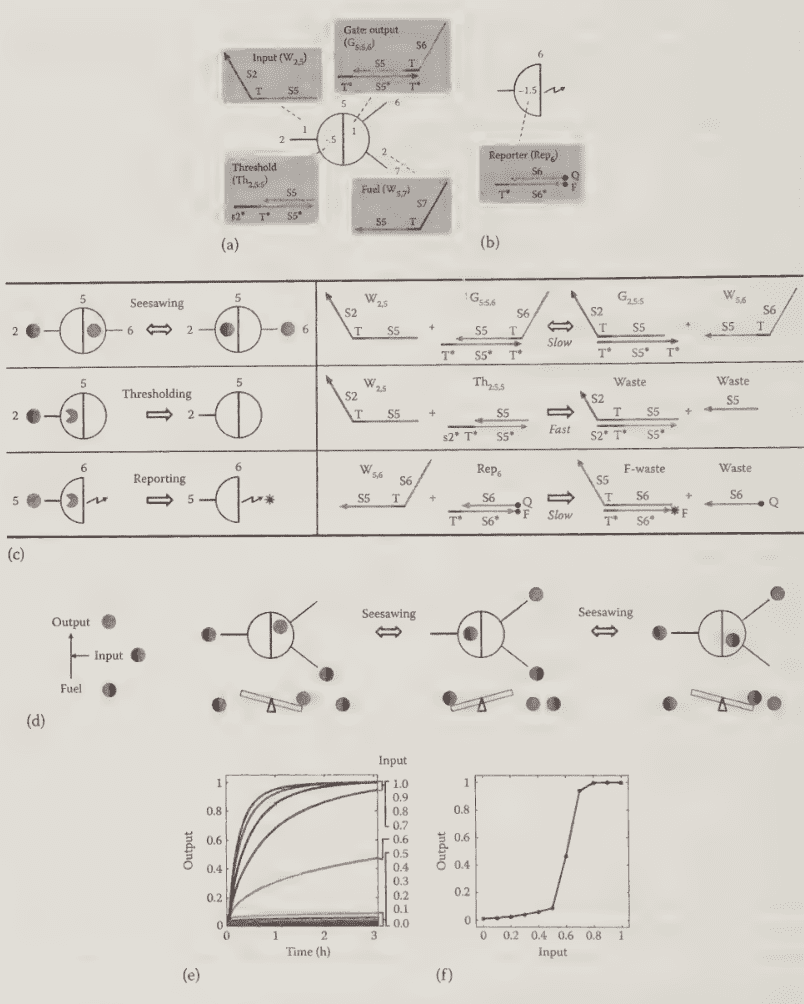 Input (W2,5)
S2
T S5
Gate: output
(G5:5,6)
S6
S5 T
T* S5* T*
5
1
6
2
-.5
1
2
7
Threshold
(Th2,5:5)
S5
s2* T* S5*
Fuel (W5,7)
S7
S5 T
(a)
6
-1.5
Reporter (Rep6)
S6
Q
F
T* S6*
(b)
5
Seesawing
5
2
6
2
6
W2,5
G5:5,6
G2,5:5
W5,6
S2
S6
S2
S6
T S5
+
S5 T
T S5
+
S5 T
T* S5* T*
Slow
T* S5* T*
5
Thresholding
5
2
2
W2,5
Th2,5:5
Waste
Waste
S2
S2
S5
T S5
+
S5
T S5
+
s2* T* S5*
Fast
S2* T* S5*
6
Reporting
6
5
5
W5,6
Rep6
F-waste
Waste
S6
S5
S5 T
+
S6
Q
T S6
+
S6
Q
F
T* S6*
Slow
T* S6*
F
(c)
Output
Input
Fuel
Seesawing
Seesawing
(d)
Input
1
0.8
0.6
0.4
0.2
0
Output
0
1
2
3
Time (h)
1.0
0.9
0.8
0.7
0.6
0.5
0.4
0.3
0.2
0.1
0.0
(e)
1
0.8
0.6
0.4
0.2
0
Output
0 0.2 0.4 0.6 0.8 1
Input
(f)